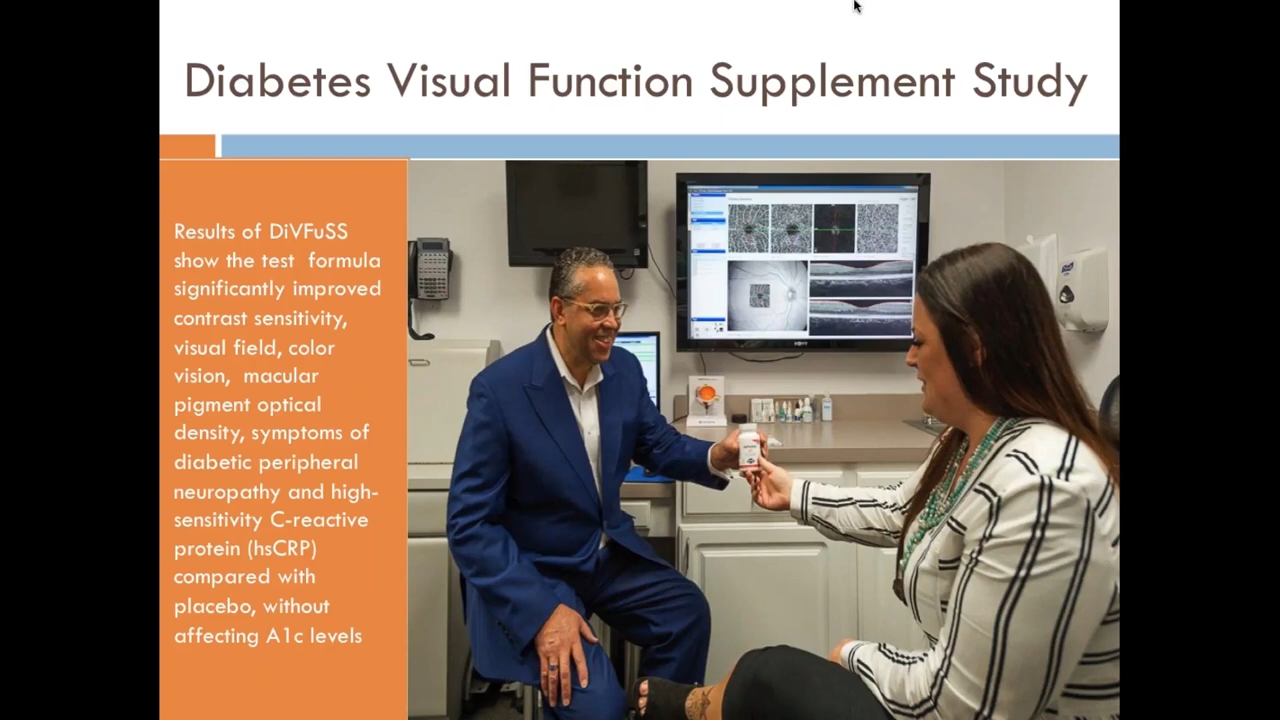 Diabetes Visual Function Supplement Study
Results of DiVFuSS
show the test formula
significantly improved
contrast sensitivity,
visual field, color
vision, macular
pigment optical
density, symptoms of
diabetic peripheral
neuropathy and high-
sensitivity C-reactive
protein (hsCRP)
compared with
placebo, without
affecting A1c levels
SONY
PURELL